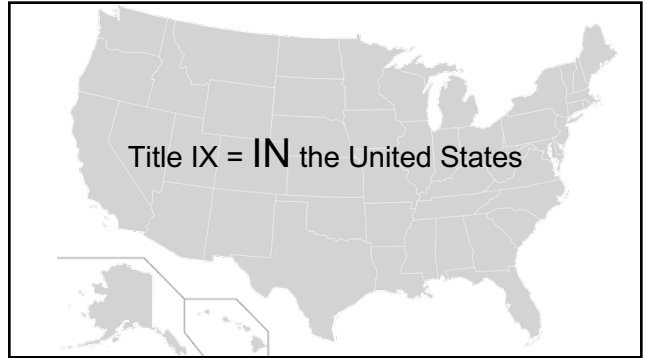 Title IX = IN the United States